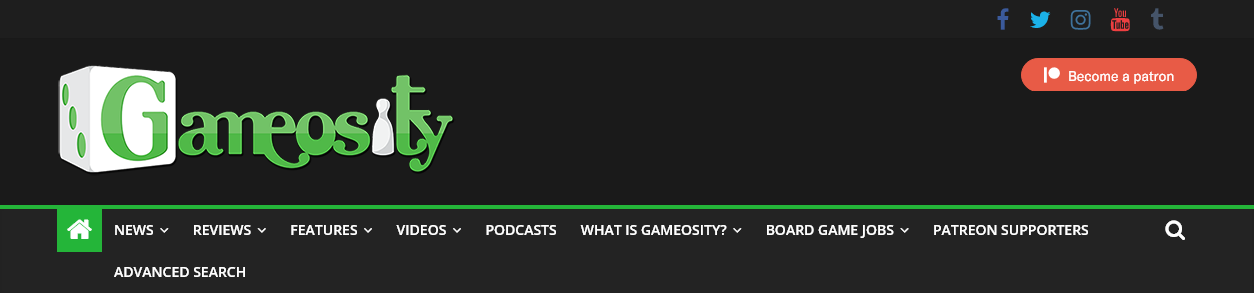 You Tube
Gameosity
Become a patron
NEWS REVIEWS FEATURES VIDEOS PODCASTS WHAT IS GAMEOSITY? BOARD GAME JOBS PATREON SUPPORTERS
ADVANCED SEARCH